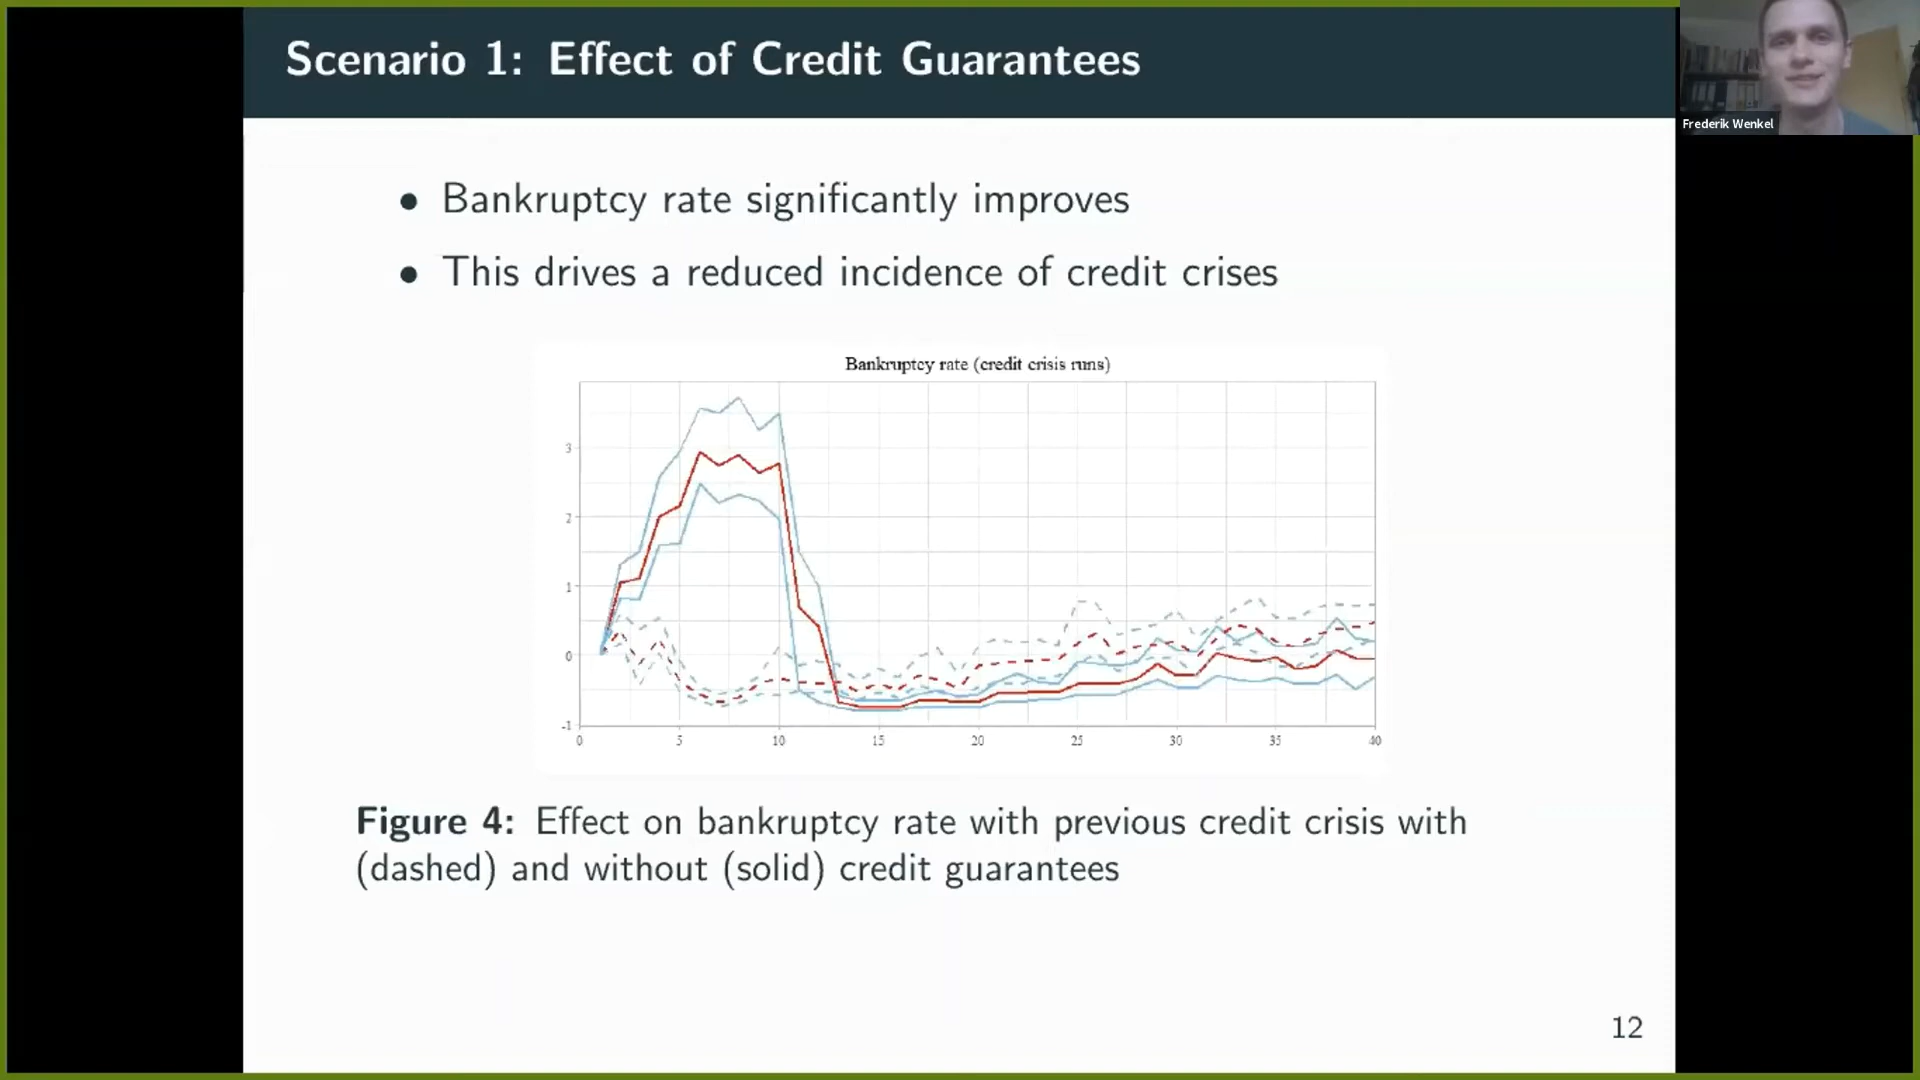 Scenario 1: Effect of Credit Guarantees
Frederik Wenkel
• Bankruptcy rate significantly improves
• This drives a reduced incidence of credit crises
Bankruptcy rate (credit crisis runs)
3
2
1
0
-1
0 5 10 15 20 25 30 35 40
Figure 4: Effect on bankruptcy rate with previous credit crisis with
(dashed) and without (solid) credit guarantees
12